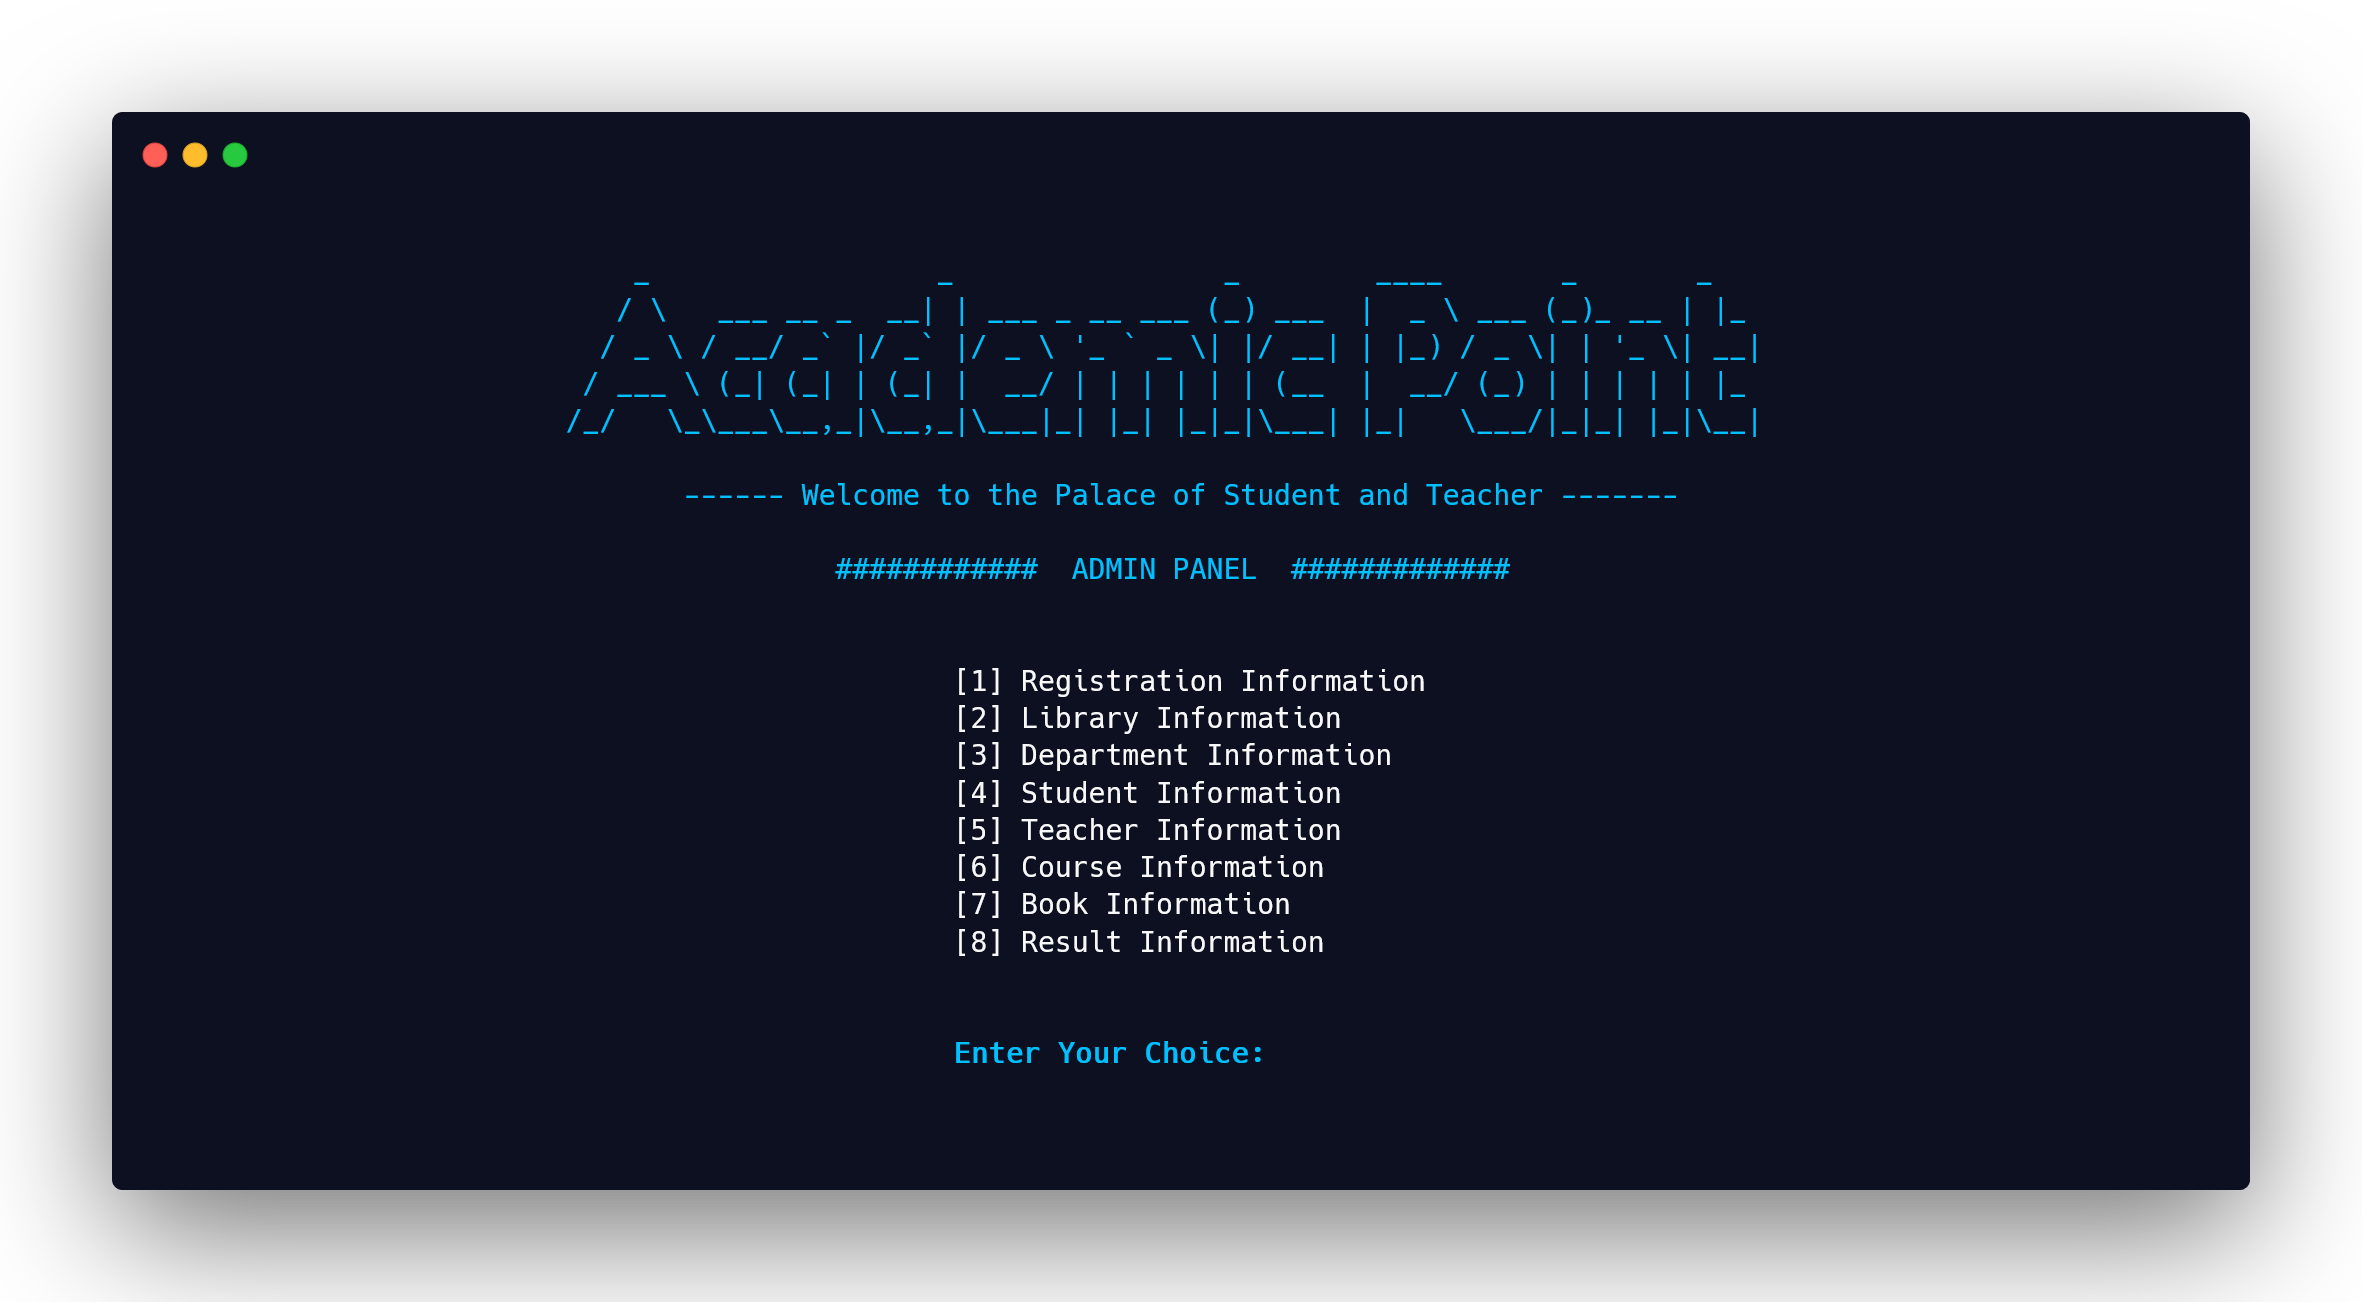 Academic Point
------ Welcome to the Palace of Student and Teacher -------
############  ADMIN PANEL  #############
[1] Registration Information
[2] Library Information
[3] Department Information
[4] Student Information
[5] Teacher Information
[6] Course Information
[7] Book Information
[8] Result Information
Enter Your Choice: